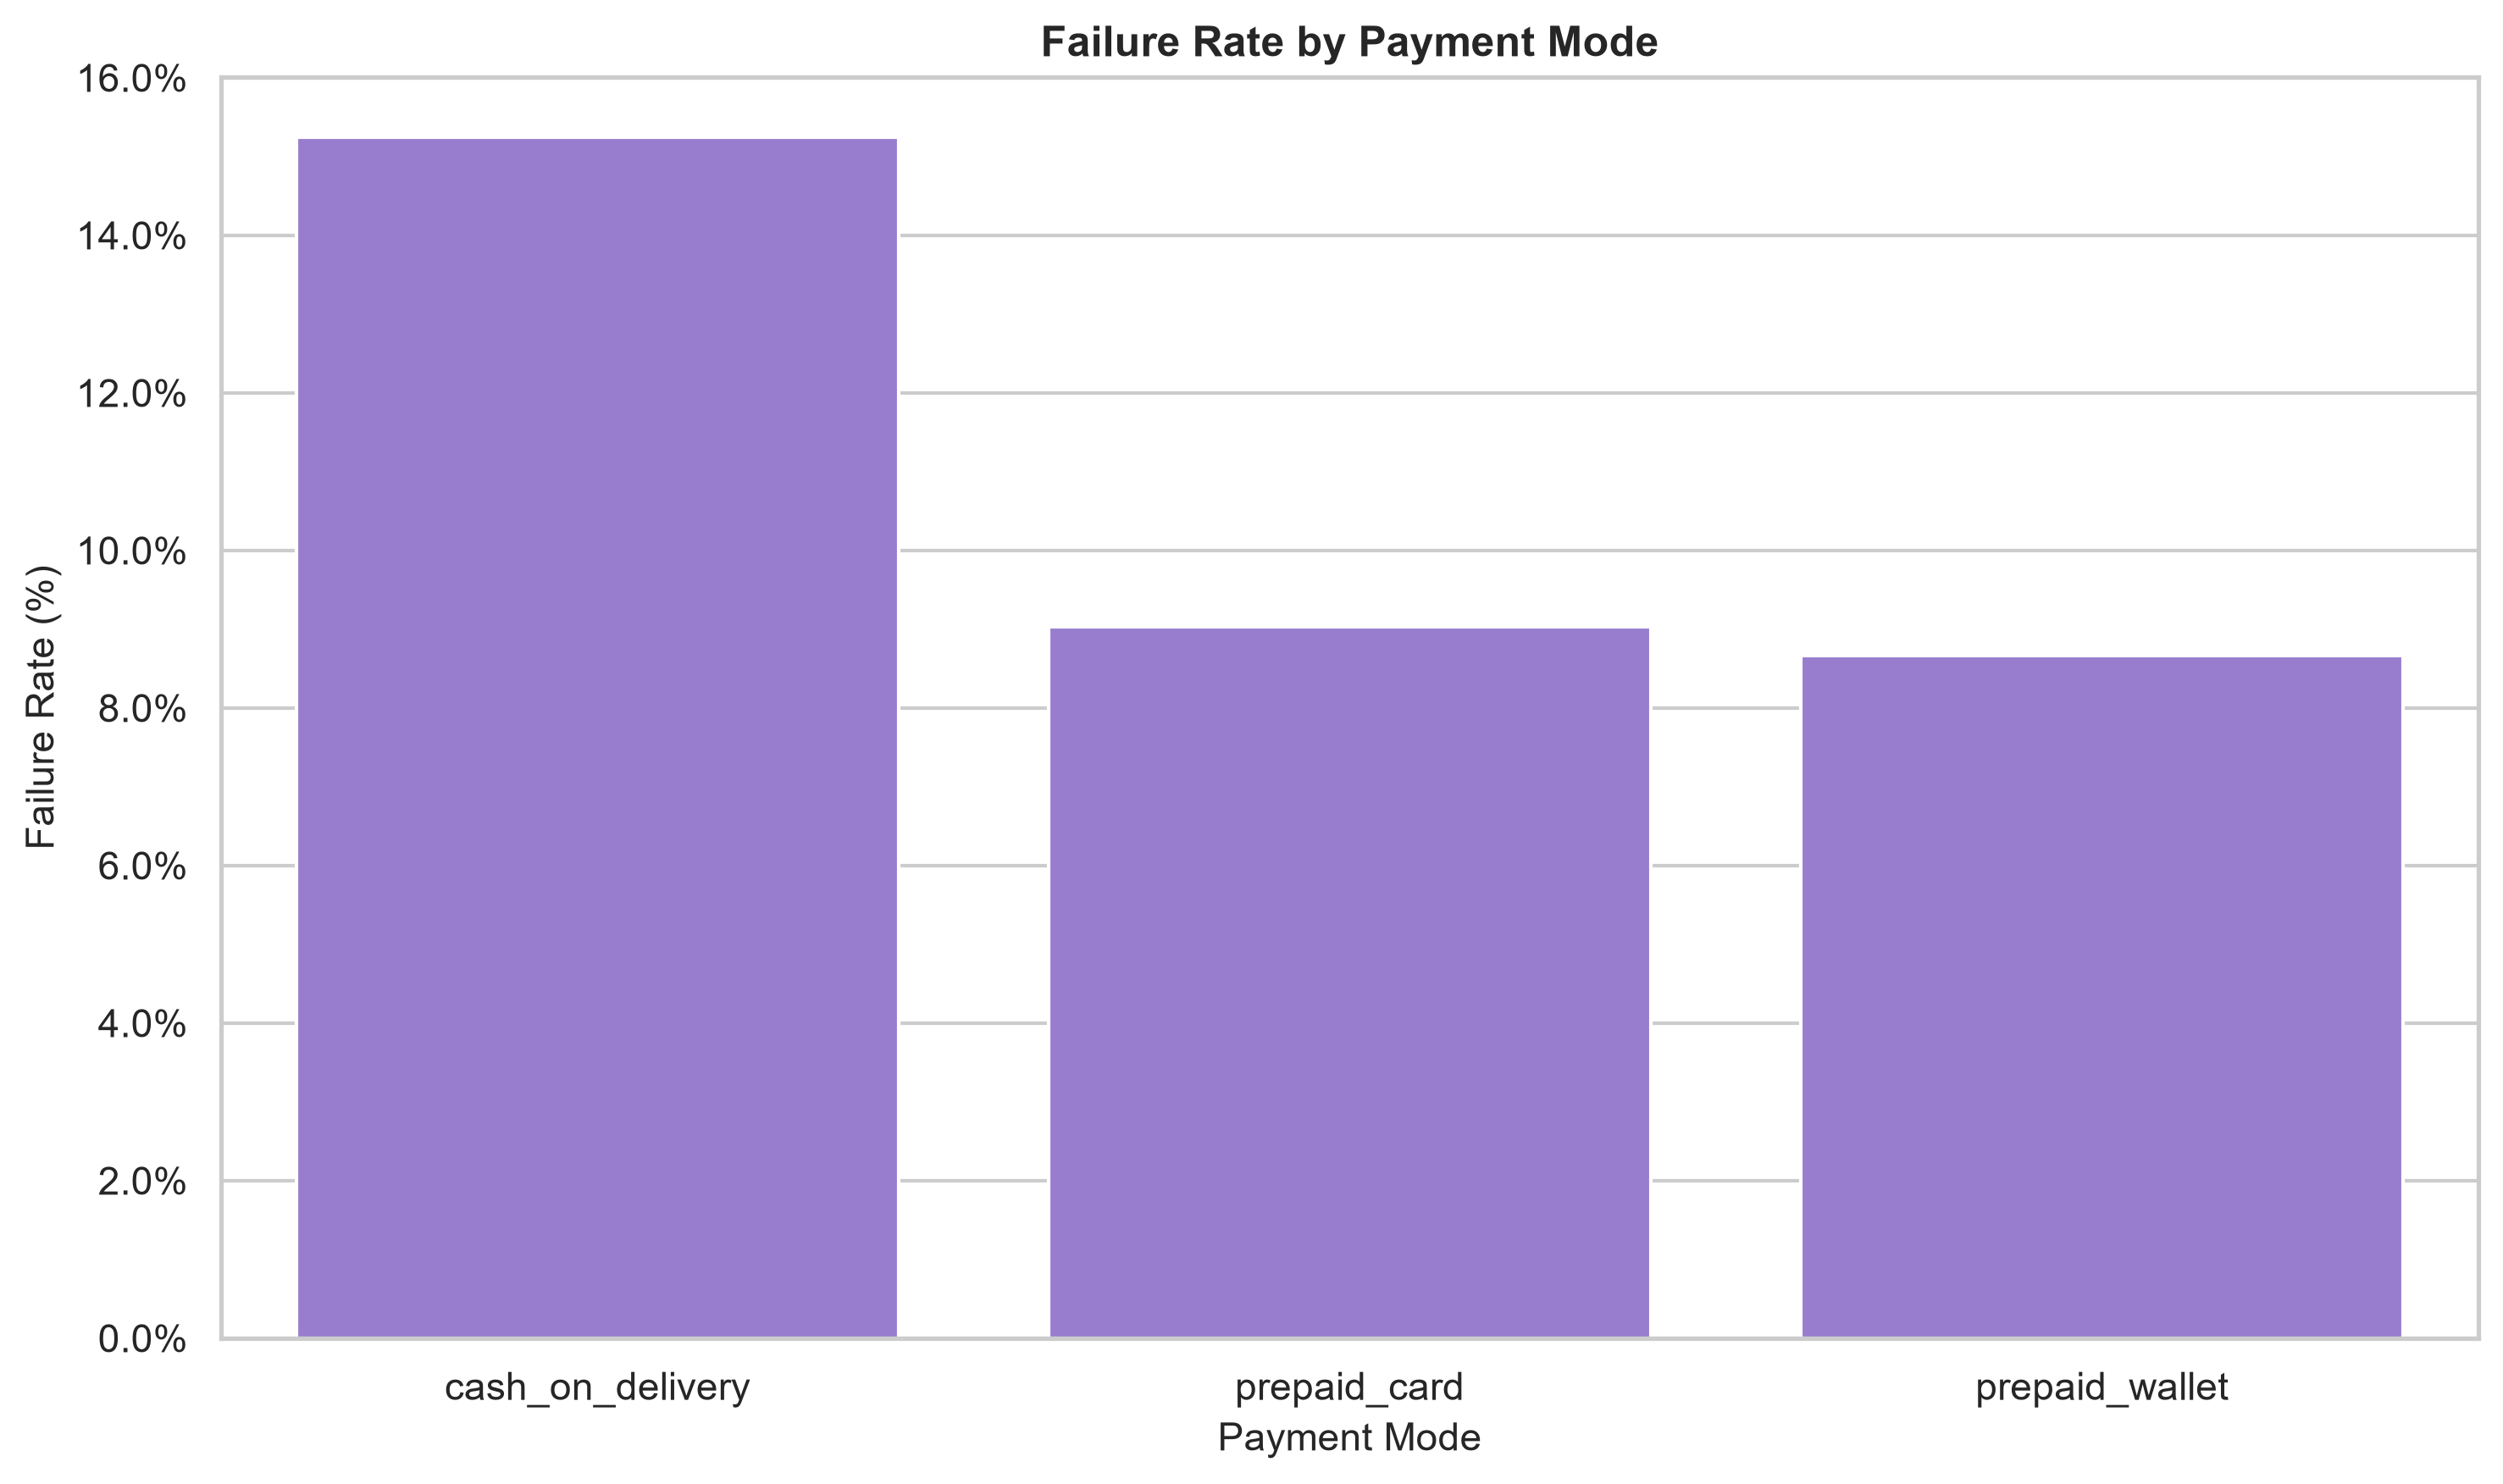 Failure Rate by Payment Mode
16.0%
14.0%
12.0%
10.0%
8.0%
6.0%
4.0%
2.0%
0.0%
Failure Rate (%)
cash_on_delivery
prepaid_card
prepaid_wallet
Payment Mode